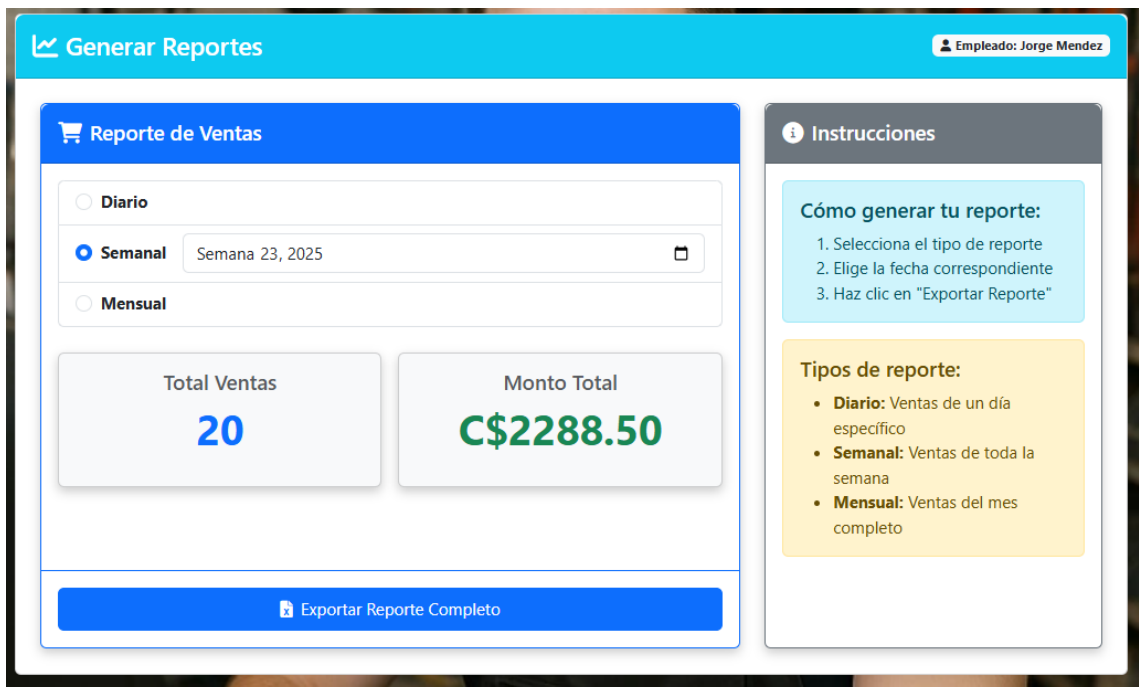 Generar Reportes
Empleado: Jorge Mendez
Reporte de Ventas
Diario
Semanal
Semana 23, 2025
Mensual
Total Ventas
20
Monto Total
C$2288.50
Exportar Reporte Completo
Instrucciones
Cómo generar tu reporte:
1. Selecciona el tipo de reporte
2. Elige la fecha correspondiente
3. Haz clic en "Exportar Reporte"
Tipos de reporte:
• Diario: Ventas de un día
específico
• Semanal: Ventas de toda la
semana
• Mensual: Ventas del mes
completo